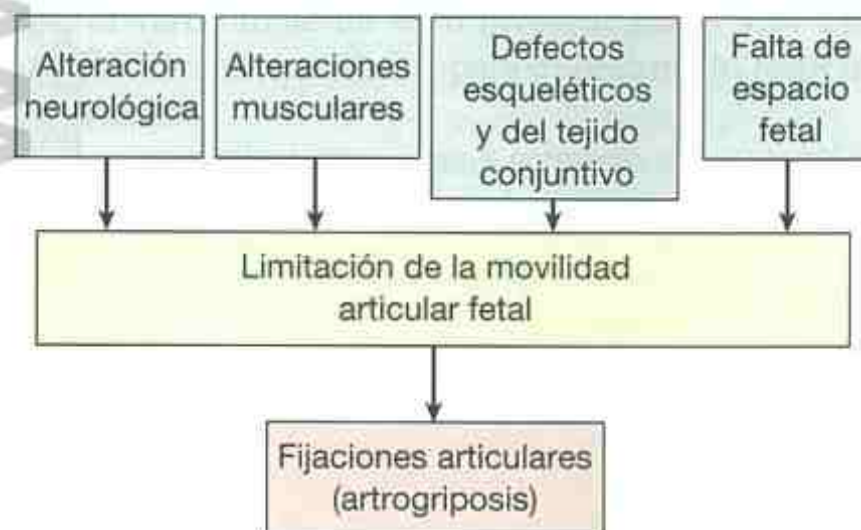 Alteración
neurológica
Alteraciones
musculares
Defectos
esqueléticos
y del tejido
conjuntivo
Falta de
espacio
fetal
Limitación de la movilidad
articular fetal
Fijaciones articulares
(artrogriposis)